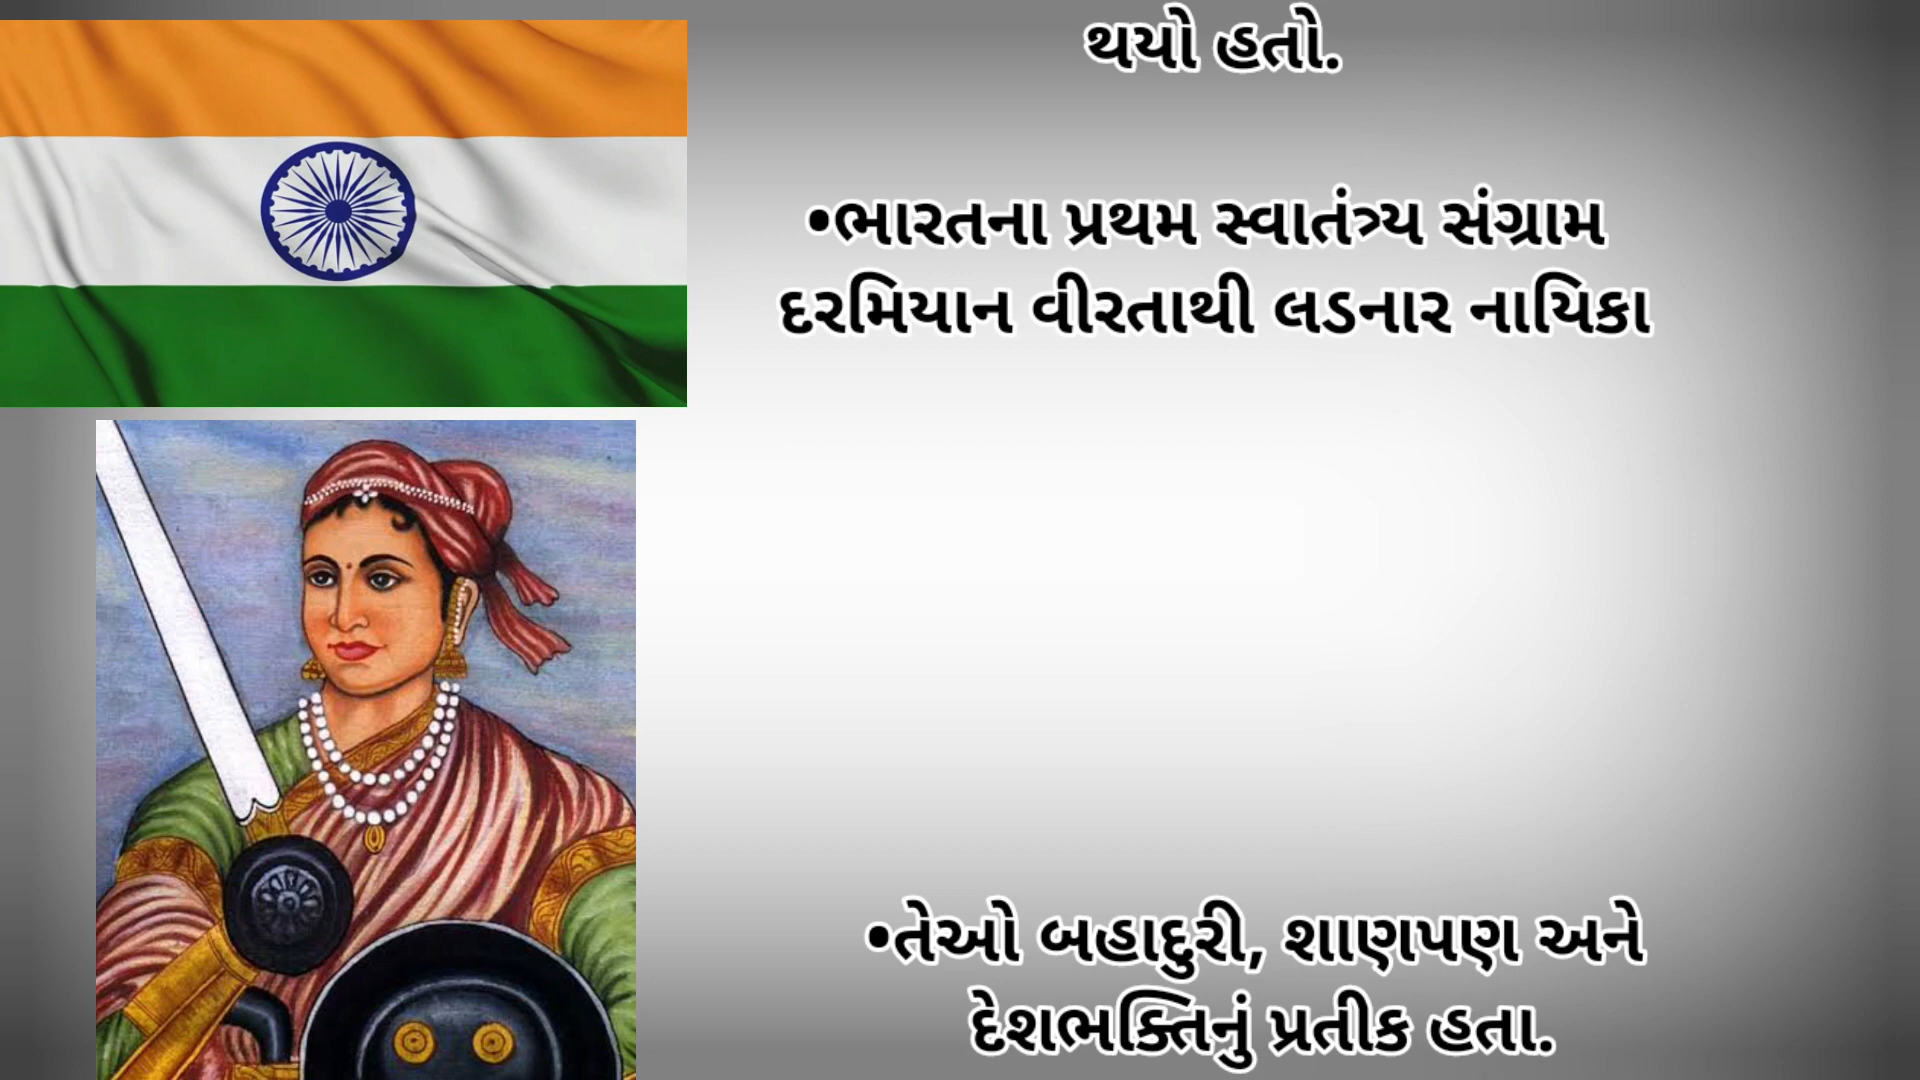 થયો હતો.
•ભારતના પ્રથમ સ્વાતંત્ર્ય સંગ્રામ
દરમિયાન વીરતાથી લડનાર નાયિકા
•તેઓ બહાદુરી, શાણપણ અને
દેશભક્તિનું પ્રતીક હતા.